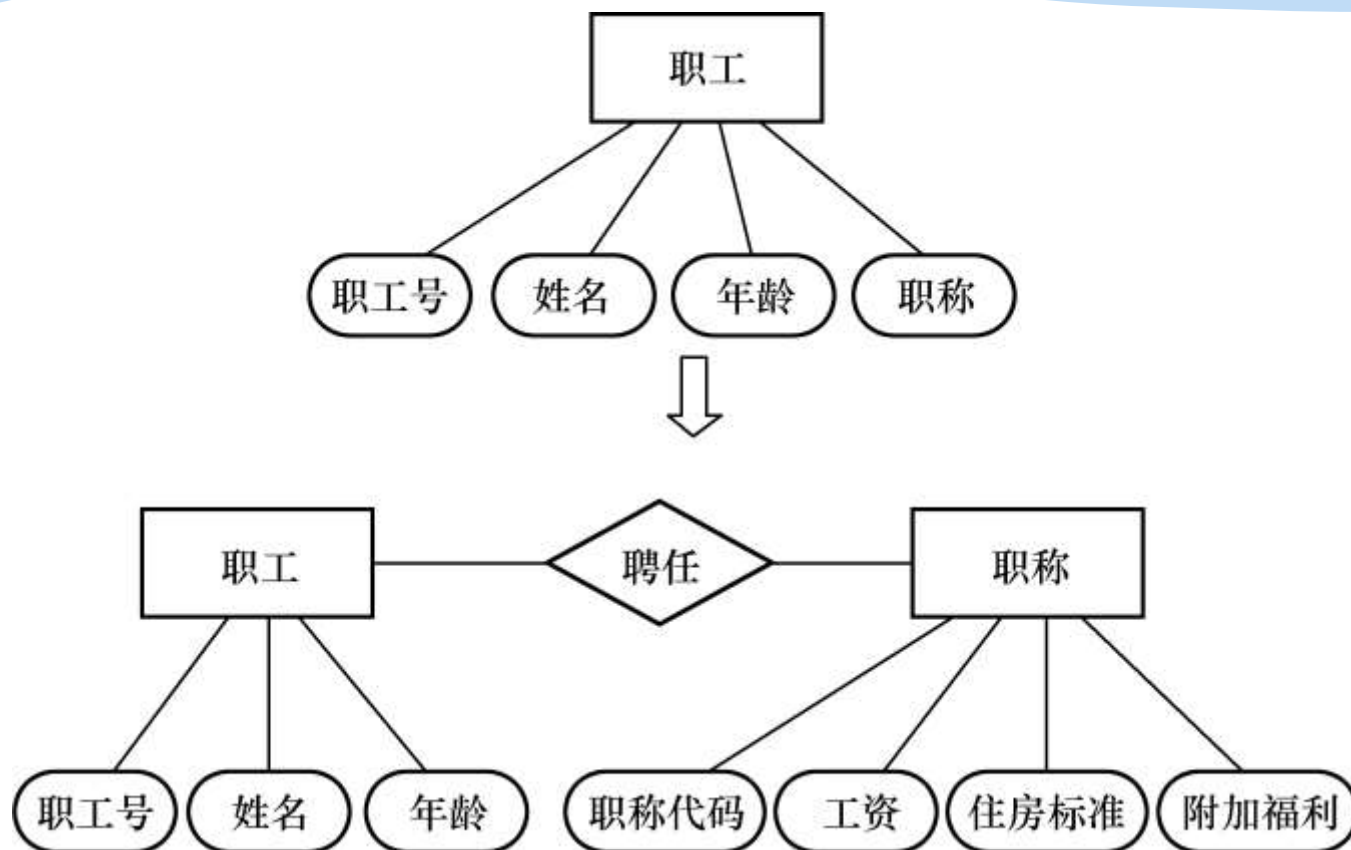 职工
职工号 姓名 年龄 职称
职工 聘任 职称
职工号 姓名 年龄 职称代码 工资 住房标准 附加福利